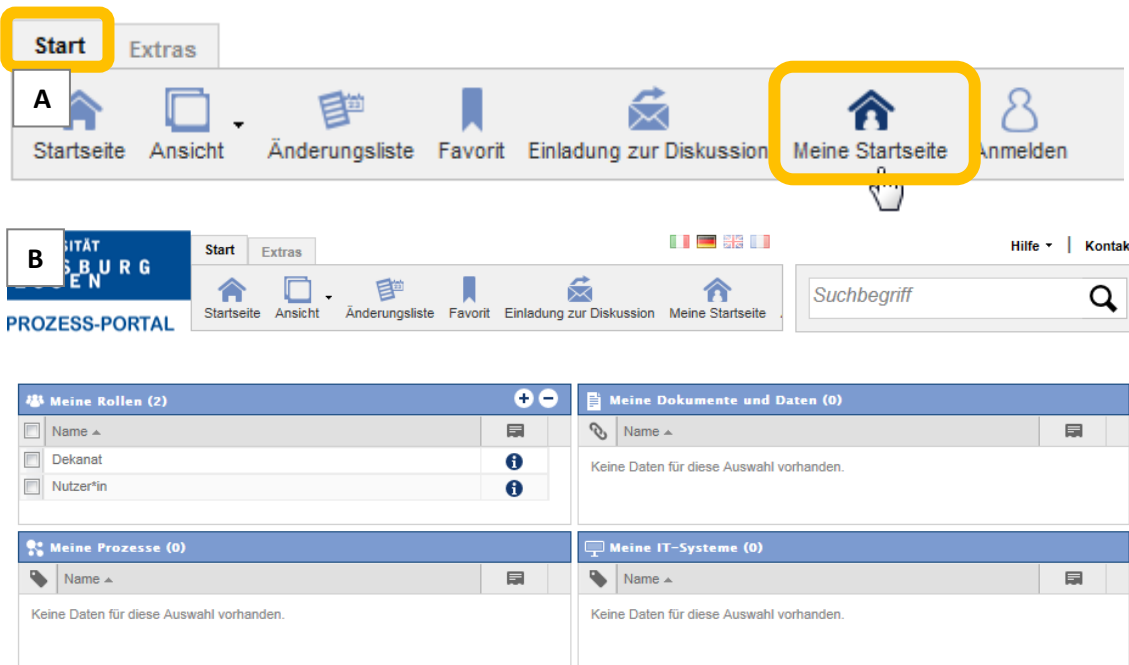 Start Extras
A
Startseite Ansicht Änderungsliste Favorit Einladung zur Diskussion Meine Startseite Anmelden
B
SITÄT
S B U R G
E N
PROZESS-PORTAL
Start Extras
Startseite Ansicht Änderungsliste Favorit Einladung zur Diskussion Meine Startseite
Hilfe | Kontak
Suchbegriff
Meine Rollen (2)
Name
Dekanat
Nutzer*in
Meine Dokumente und Daten (0)
Name
Keine Daten für diese Auswahl vorhanden.
Meine Prozesse (0)
Name
Keine Daten für diese Auswahl vorhanden.
Meine IT-Systeme (0)
Name
Keine Daten für diese Auswahl vorhanden.